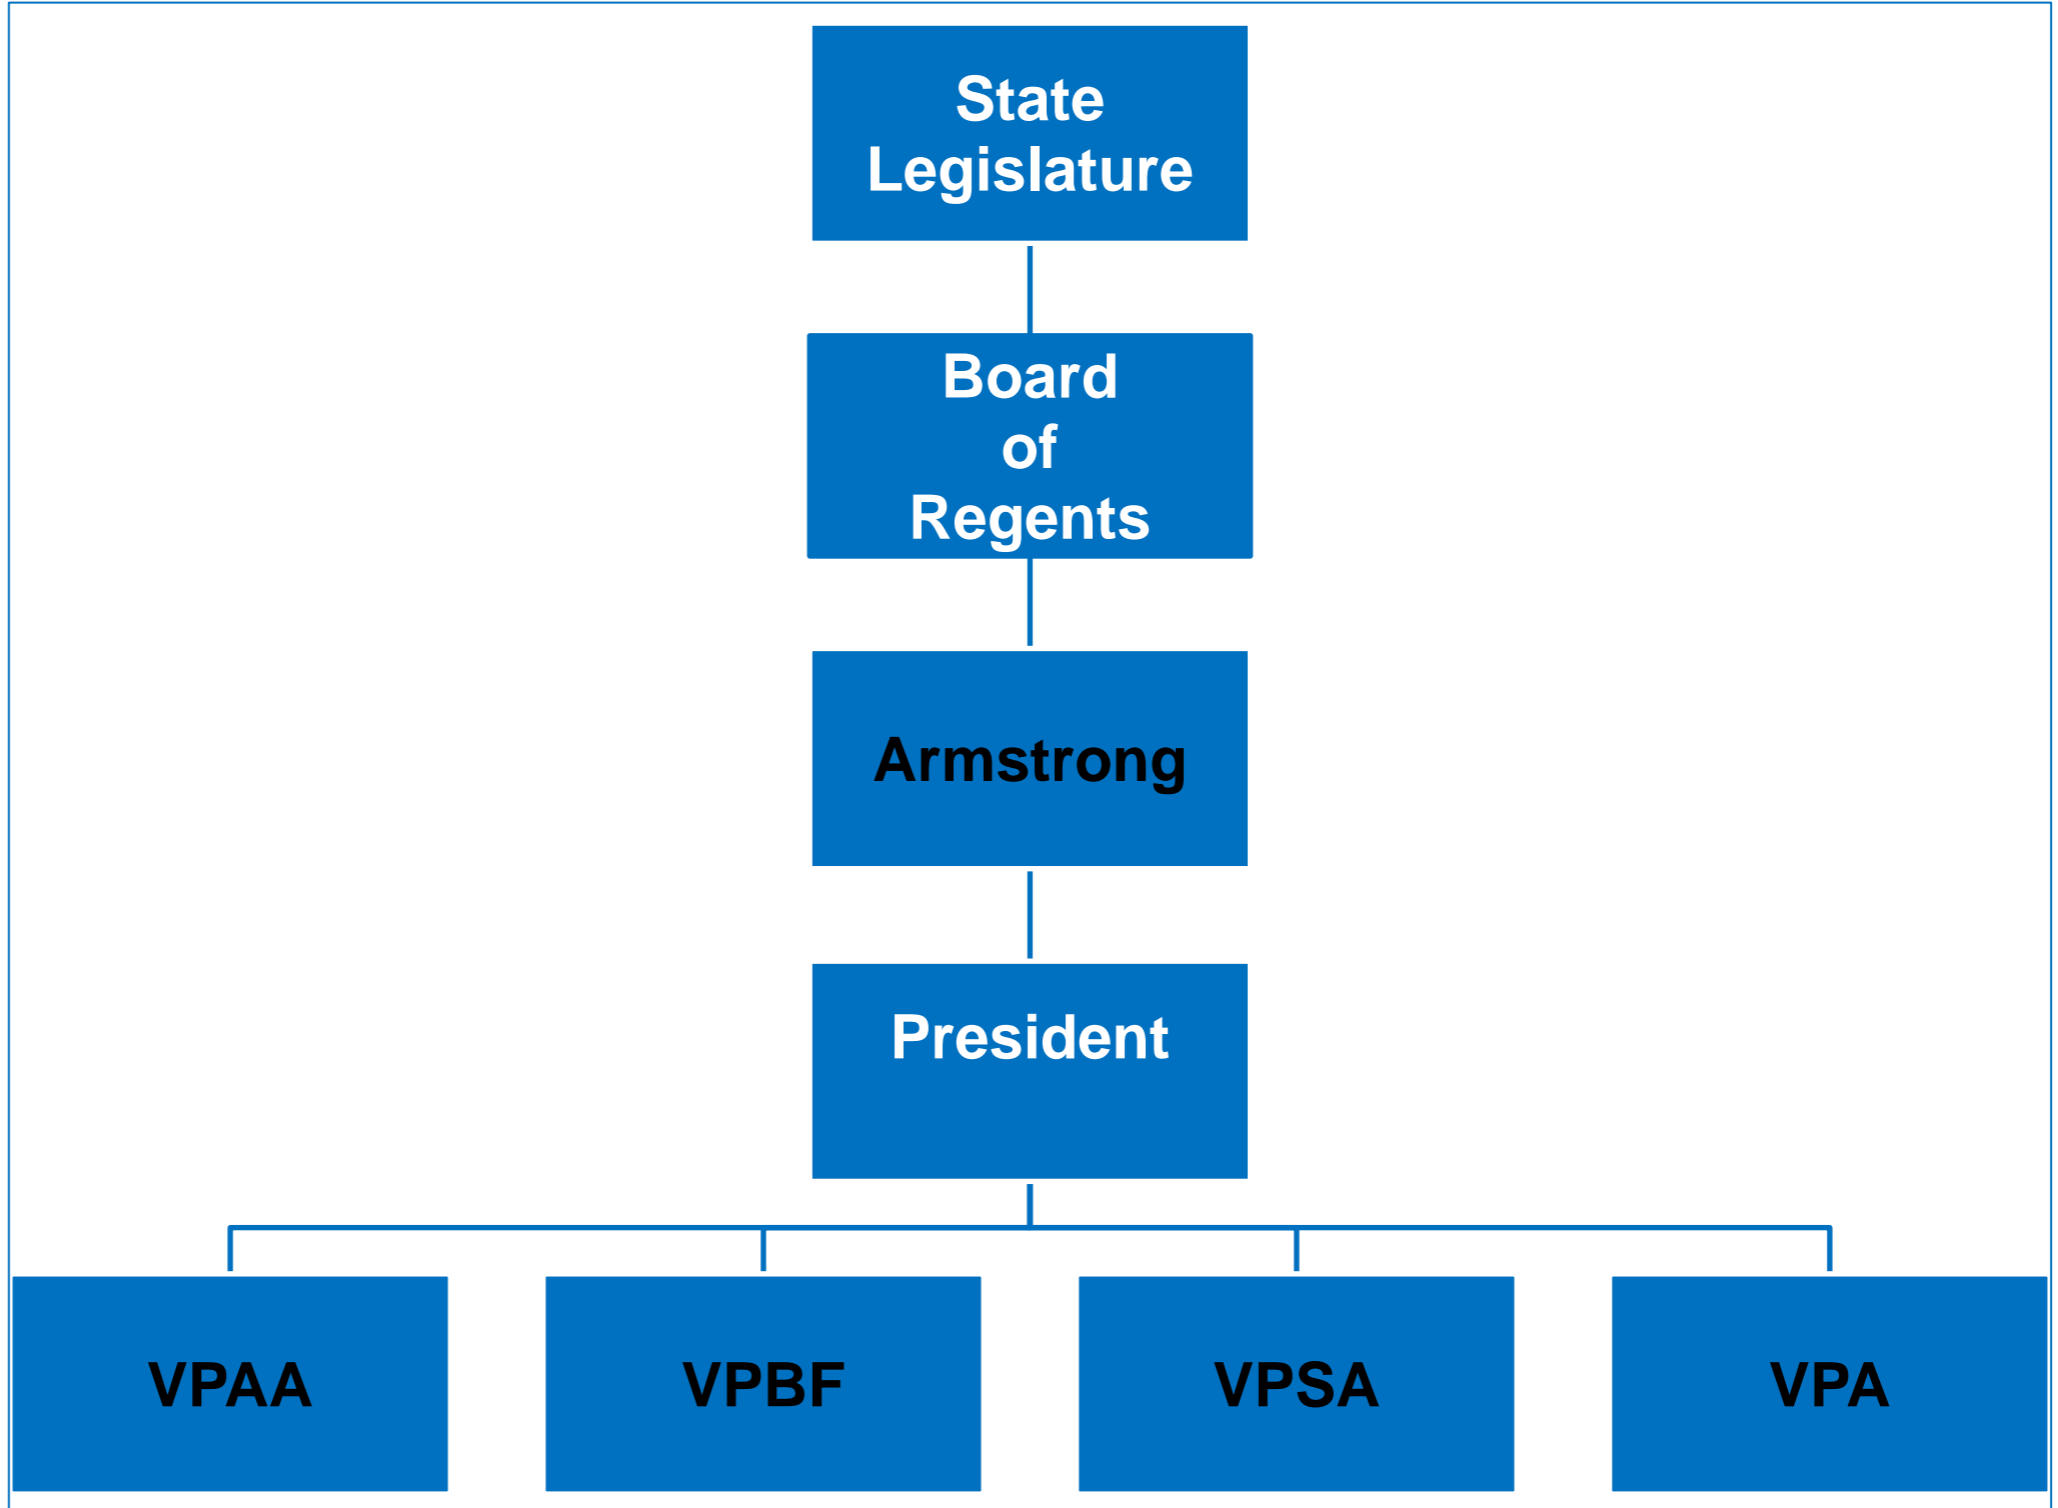 State
Legislature
Board
of
Regents
Armstrong
President
VPAA
VPBF
VPSA
VPA